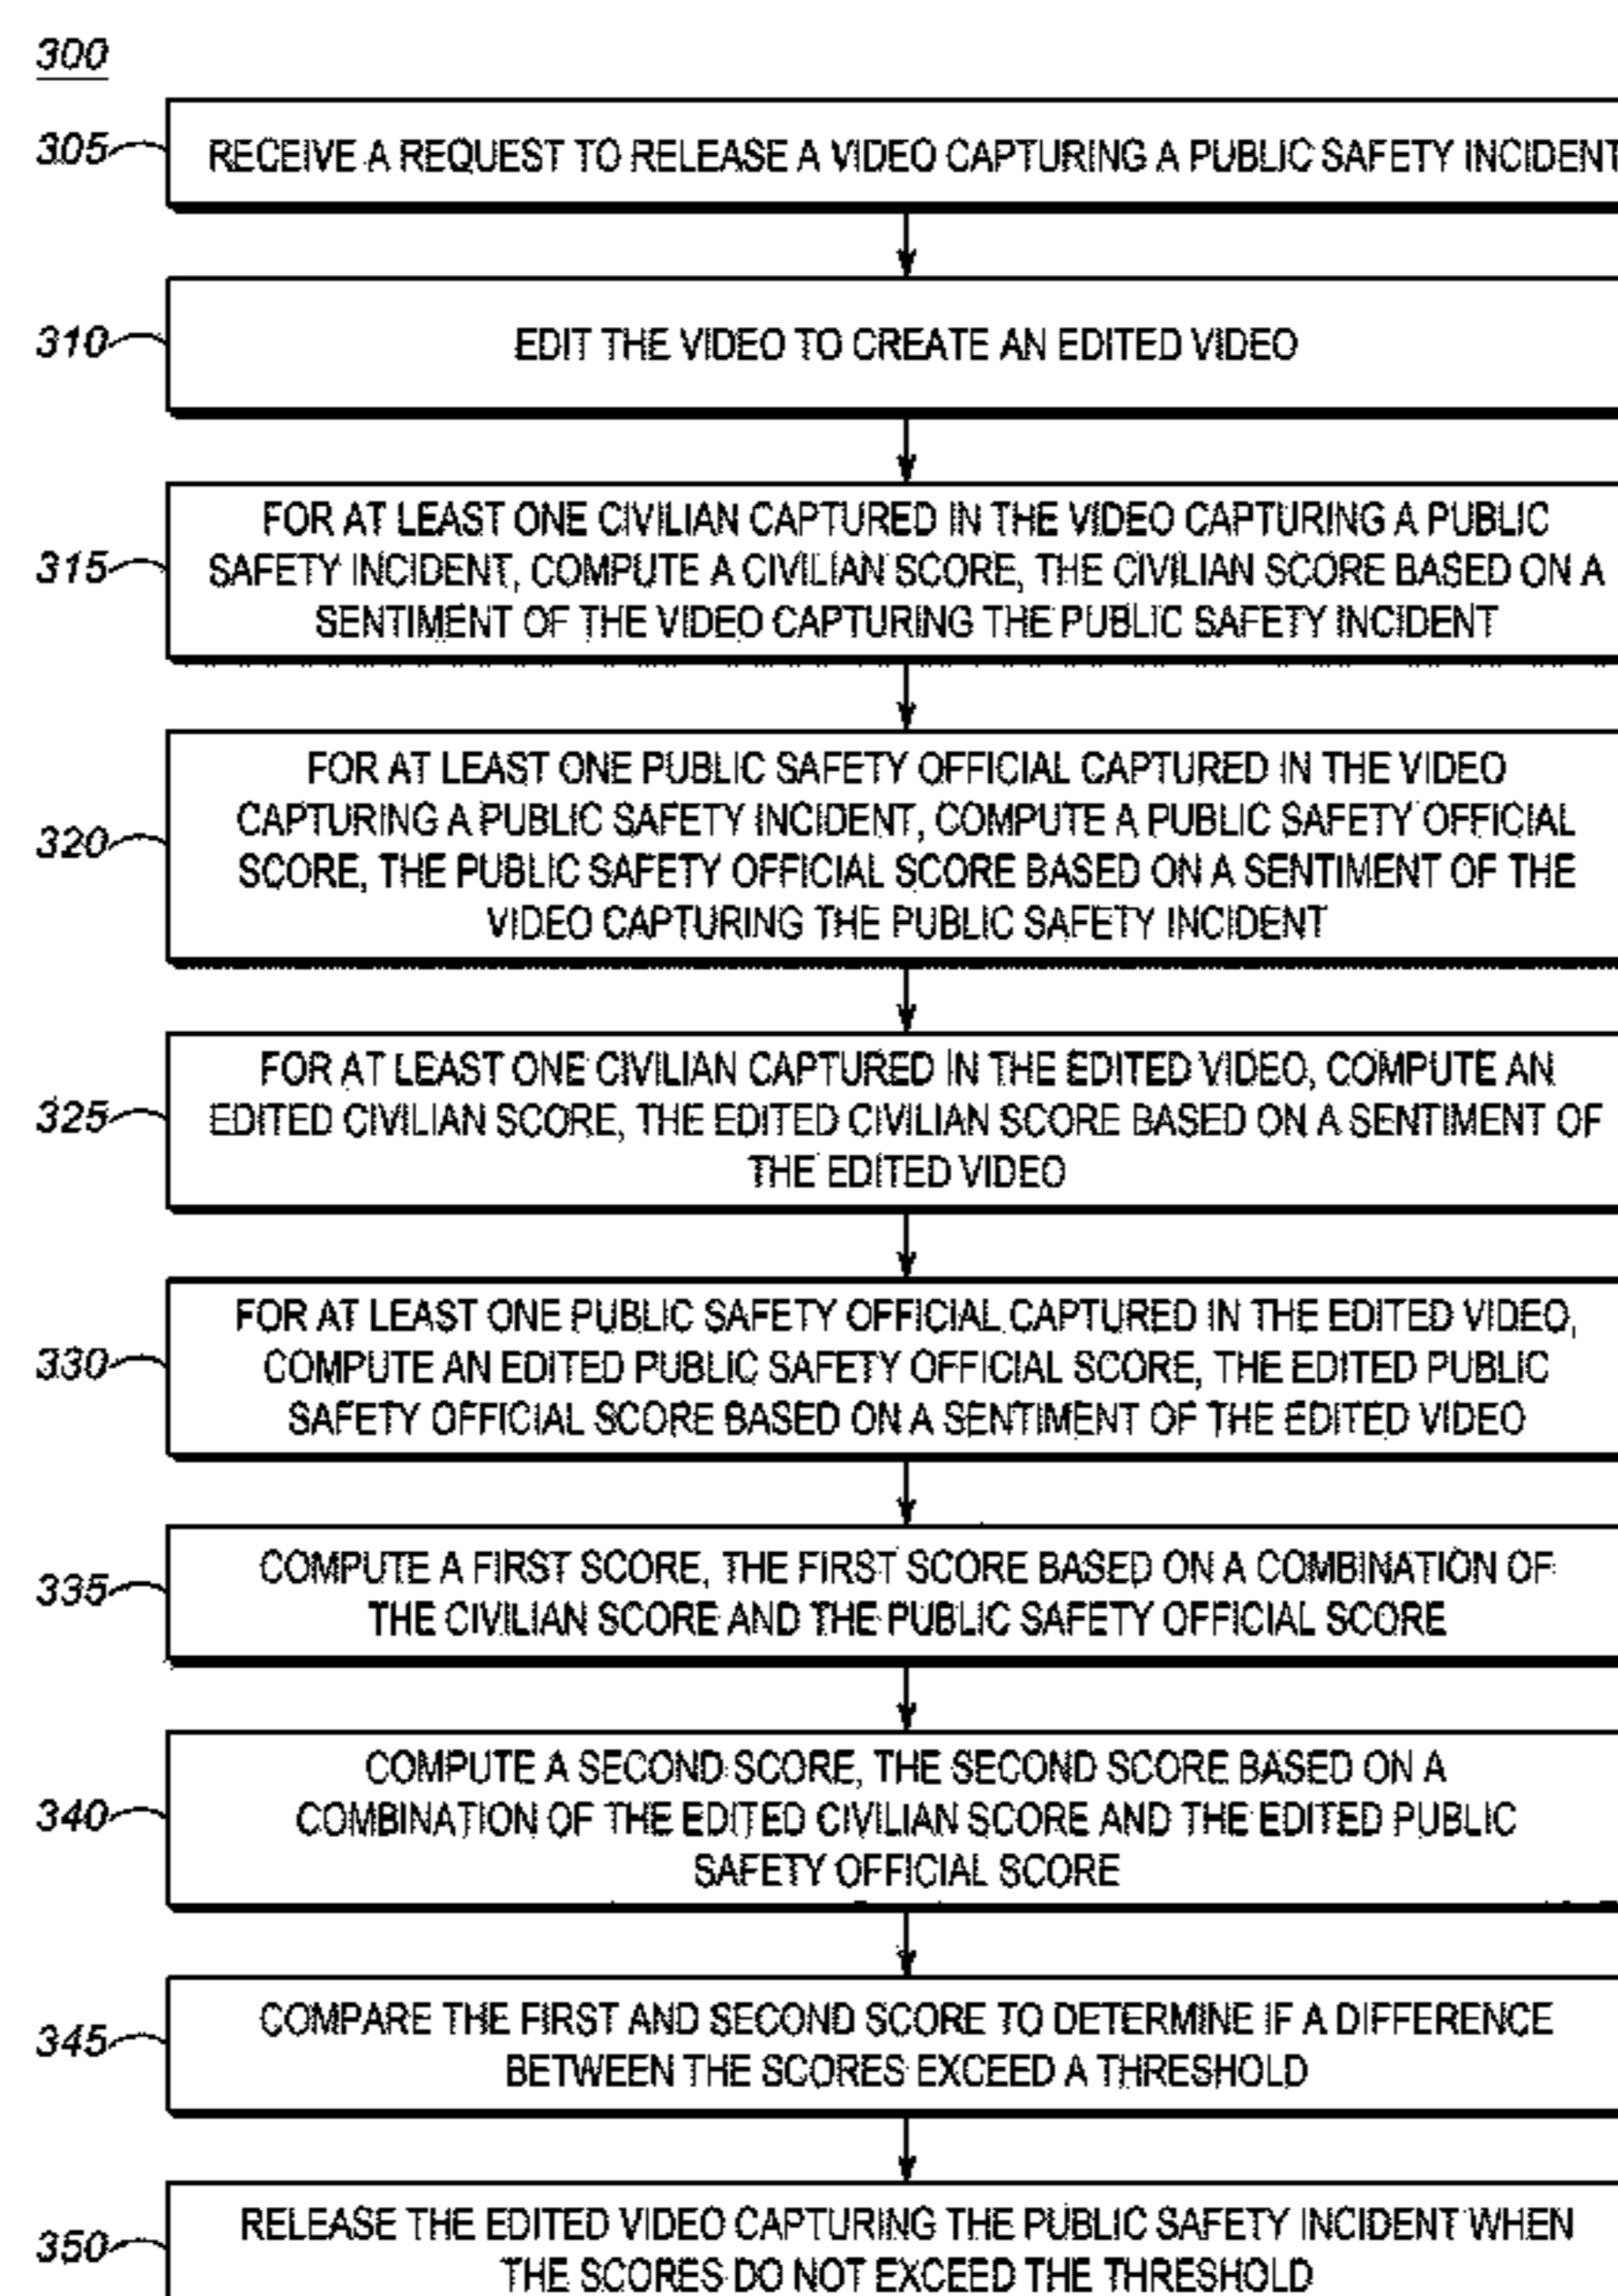 300
305
RECEIVE A REQUEST TO RELEASE A VIDEO CAPTURING A PUBLIC SAFETY INCIDENT
310
EDIT THE VIDEO TO CREATE AN EDITED VIDEO
315
FOR AT LEAST ONE CIVILIAN CAPTURED IN THE VIDEO CAPTURING A PUBLIC
SAFETY INCIDENT, COMPUTE A CIVILIAN SCORE, THE CIVILIAN SCORE BASED ON A
SENTIMENT OF THE VIDEO CAPTURING THE PUBLIC SAFETY INCIDENT
320
FOR AT LEAST ONE PUBLIC SAFETY OFFICIAL CAPTURED IN THE VIDEO
CAPTURING A PUBLIC SAFETY INCIDENT, COMPUTE A PUBLIC SAFETY OFFICIAL
SCORE, THE PUBLIC SAFETY OFFICIAL SCORE BASED ON A SENTIMENT OF THE
VIDEO CAPTURING THE PUBLIC SAFETY INCIDENT
325
FOR AT LEAST ONE CIVILIAN CAPTURED IN THE EDITED VIDEO, COMPUTE AN
EDITED CIVILIAN SCORE, THE EDITED CIVILIAN SCORE BASED ON A SENTIMENT OF
THE EDITED VIDEO
330
FOR AT LEAST ONE PUBLIC SAFETY OFFICIAL CAPTURED IN THE EDITED VIDEO,
COMPUTE AN EDITED PUBLIC SAFETY OFFICIAL SCORE, THE EDITED PUBLIC
SAFETY OFFICIAL SCORE BASED ON A SENTIMENT OF THE EDITED VIDEO
335
COMPUTE A FIRST SCORE, THE FIRST SCORE BASED ON A COMBINATION OF
THE CIVILIAN SCORE AND THE PUBLIC SAFETY OFFICIAL SCORE
340
COMPUTE A SECOND SCORE, THE SECOND SCORE BASED ON A
COMBINATION OF THE EDITED CIVILIAN SCORE AND THE EDITED PUBLIC
SAFETY OFFICIAL SCORE
345
COMPARE THE FIRST AND SECOND SCORE TO DETERMINE IF A DIFFERENCE
BETWEEN THE SCORES EXCEED A THRESHOLD
350
RELEASE THE EDITED VIDEO CAPTURING THE PUBLIC SAFETY INCIDENT WHEN
THE SCORES DO NOT EXCEED THE THRESHOLD